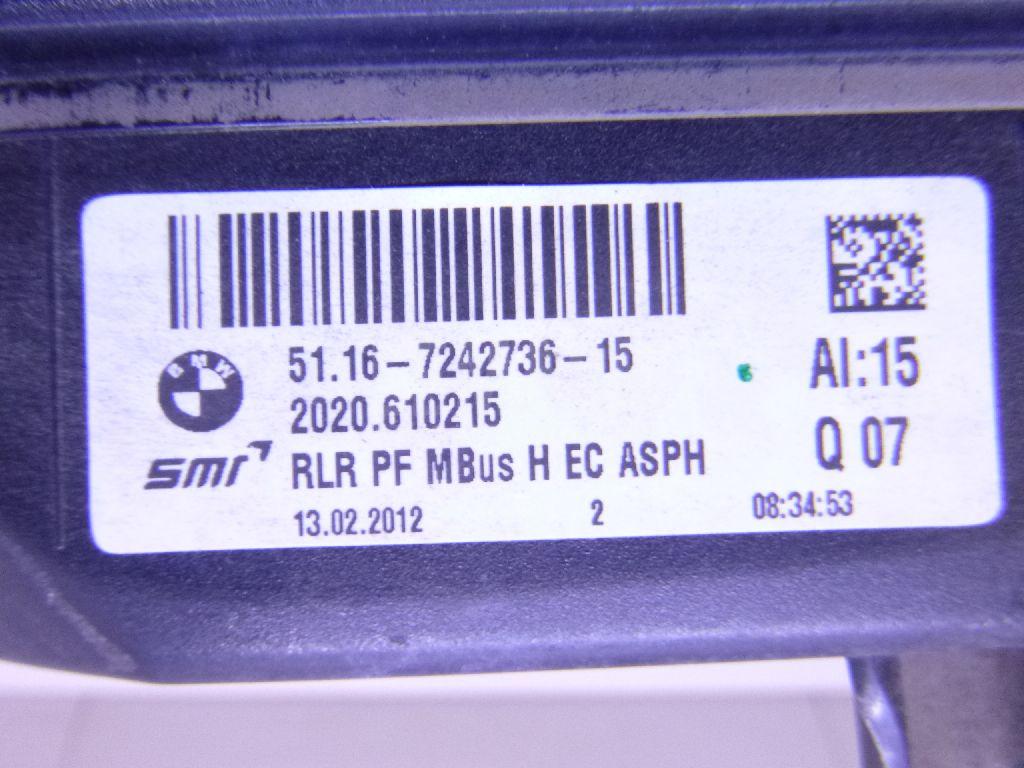 51.16-7242736-15
AI:15
BMW
2020.610215
Q 07
smr
RLR PF MBus H EC ASPH
13.02.2012 2 08:34:53